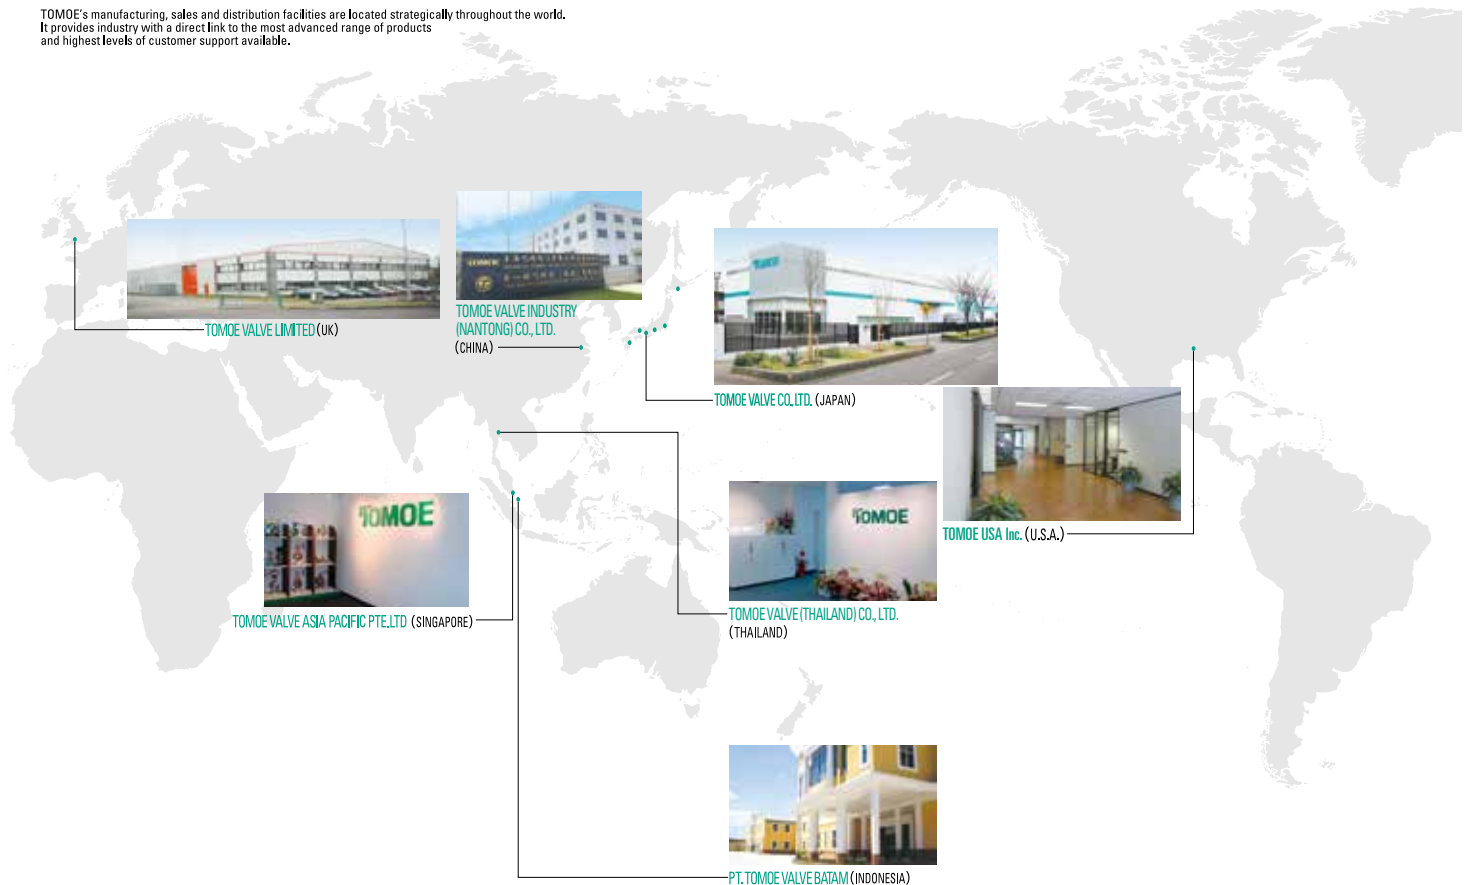 TOMOE's manufacturing, sales and distribution facilities are located strategically throughout the world.
It provides industry with a direct link to the most advanced range of products
and highest levels of customer support available.
TOMOE VALVE LIMITED (UK)
TOMOE
TOMOE VALVE INDUSTRY
(NANTONG) CO., LTD.
(CHINA)
TOMOE
TOMOE VALVE CO., LTD. (JAPAN)
TOMOE USA Inc. (U.S.A.)
TOMOE
TOMOE VALVE ASIA PACIFIC PTE.LTD (SINGAPORE)
TOMOE
TOMOE VALVE (THAILAND) CO., LTD.
(THAILAND)
PT. TOMOE VALVE BATAM (INDONESIA)